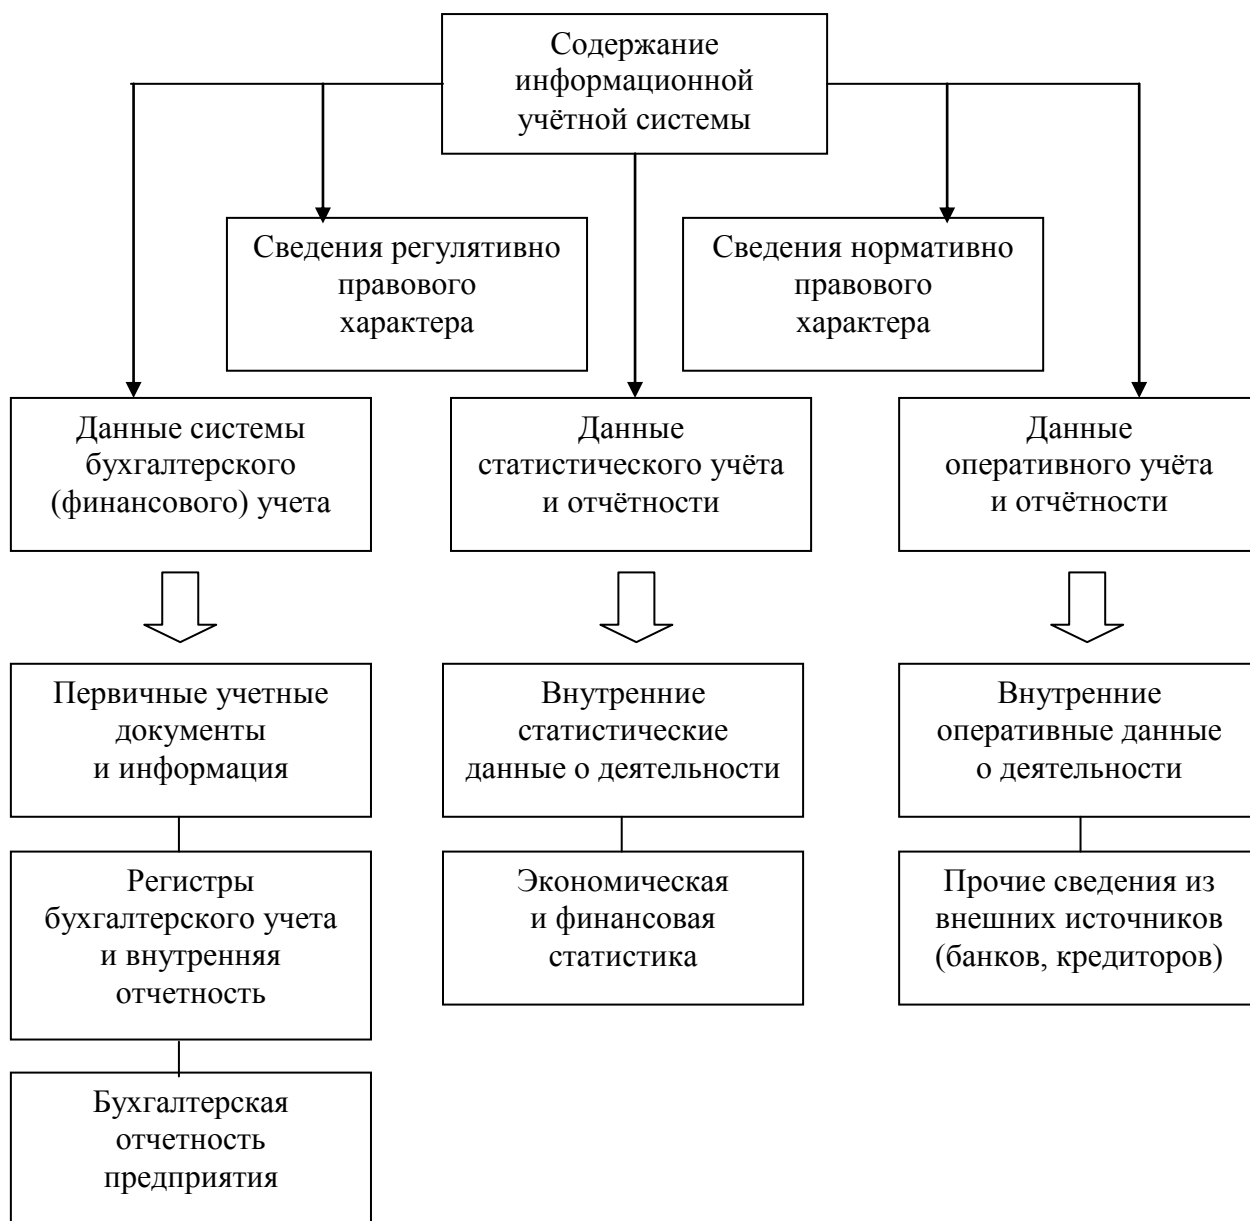 Содержание
информационной
учётной системы
Сведения регулятивно
правового
характера
Сведения нормативно
правового
характера
Данные системы
бухгалтерского
(финансового) учета
Данные
статистического учёта
и отчётности
Данные
оперативного учёта
и отчётности
Первичные учетные
документы
и информация
Внутренние
статистические
данные о деятельности
Внутренние
оперативные данные
о деятельности
Регистры
бухгалтерского учета
и внутренняя
отчетность
Экономическая
и финансовая
статистика
Прочие сведения из
внешних источников
(банков, кредиторов)
Бухгалтерская
отчетность
предприятия